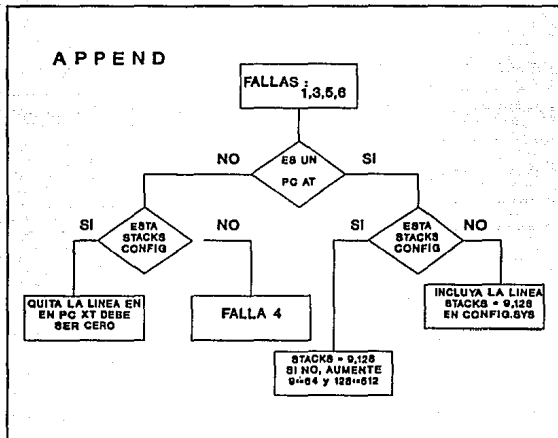 APPEND
FALLAS :
1,3,5,6
NO
ES UN
PC AT
SI
SI
ESTA
STACKS
CONFIG
NO
SI
ESTA
STACKS
CONFIG
NO
QUITA LA LINEA EN
EN PC XT DEBE
SER CERO
FALLA 4
STACKS = 9,128
SI NO, AUMENTE
9<=64 y 128<=512
INCLUYA LA LINEA
STACKS = 9,128
EN CONFIG.SYS